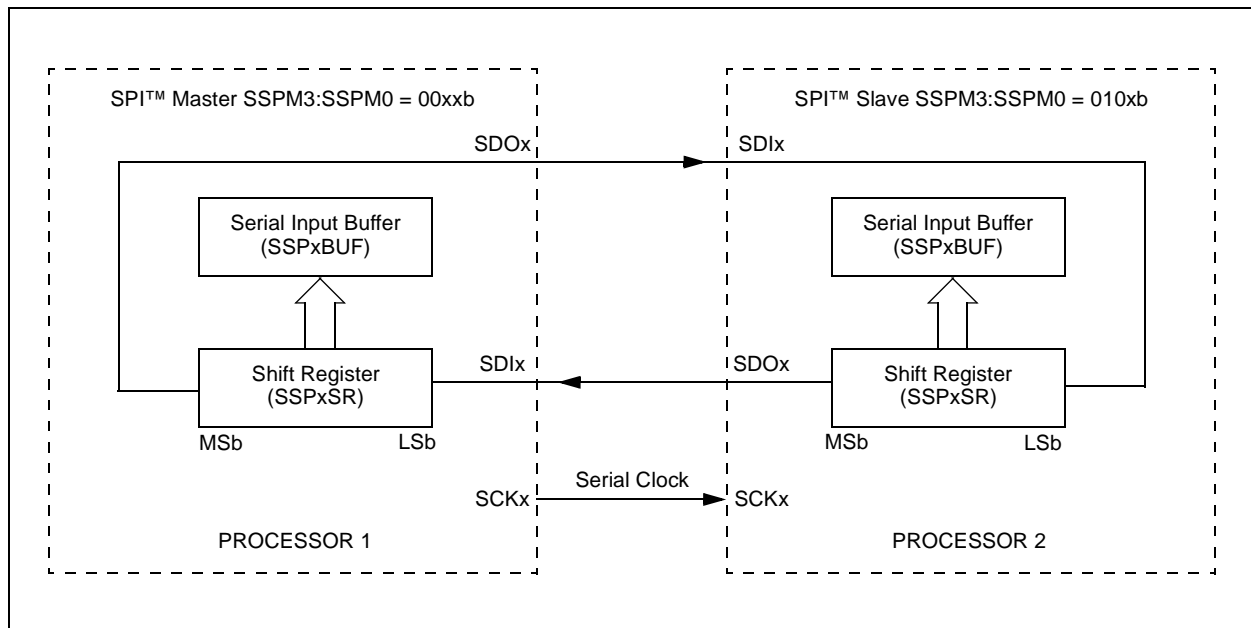 SPI™ Master SSPM3:SSPM0 = 00xxb
SDOx
Serial Input Buffer
(SSPxBUF)
Shift Register
(SSPxSR)
MSb
LSb
SDIx
SCKx
PROCESSOR 1
Serial Clock
SPI™ Slave SSPM3:SSPM0 = 010xb
SDIx
Serial Input Buffer
(SSPxBUF)
SDOx
Shift Register
(SSPxSR)
MSb
LSb
SCKx
PROCESSOR 2